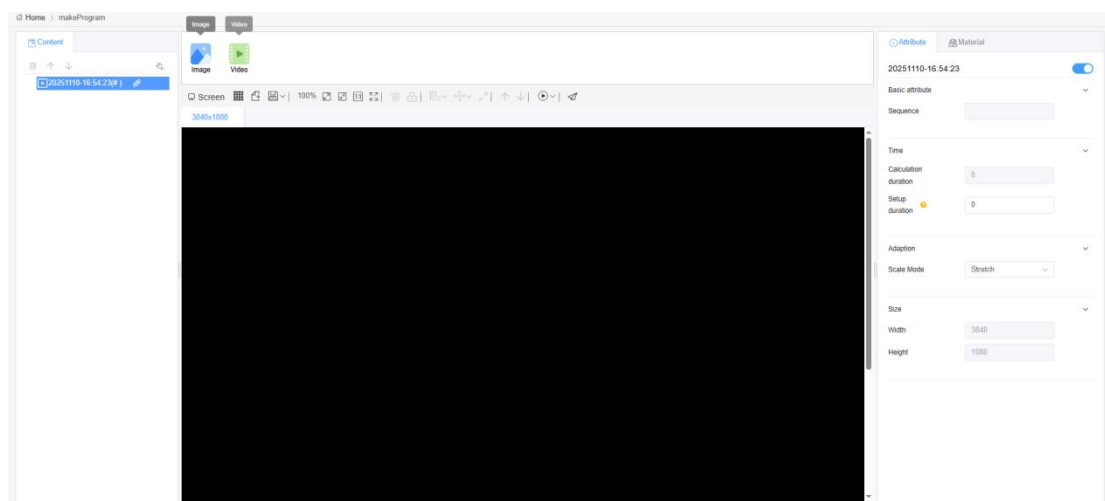 Home > makeProgram
Content
20251110-16:54:23(# )
Image Video
Image Video
Screen 100% 1:1
3840x1080
Attribute Material
20251110-16:54:23
Basic attribute
Sequence
Time
Calculation
duration
0
Setup
duration
0
Adaption
Scale Mode Stretch
Size
Width 3840
Height 1080